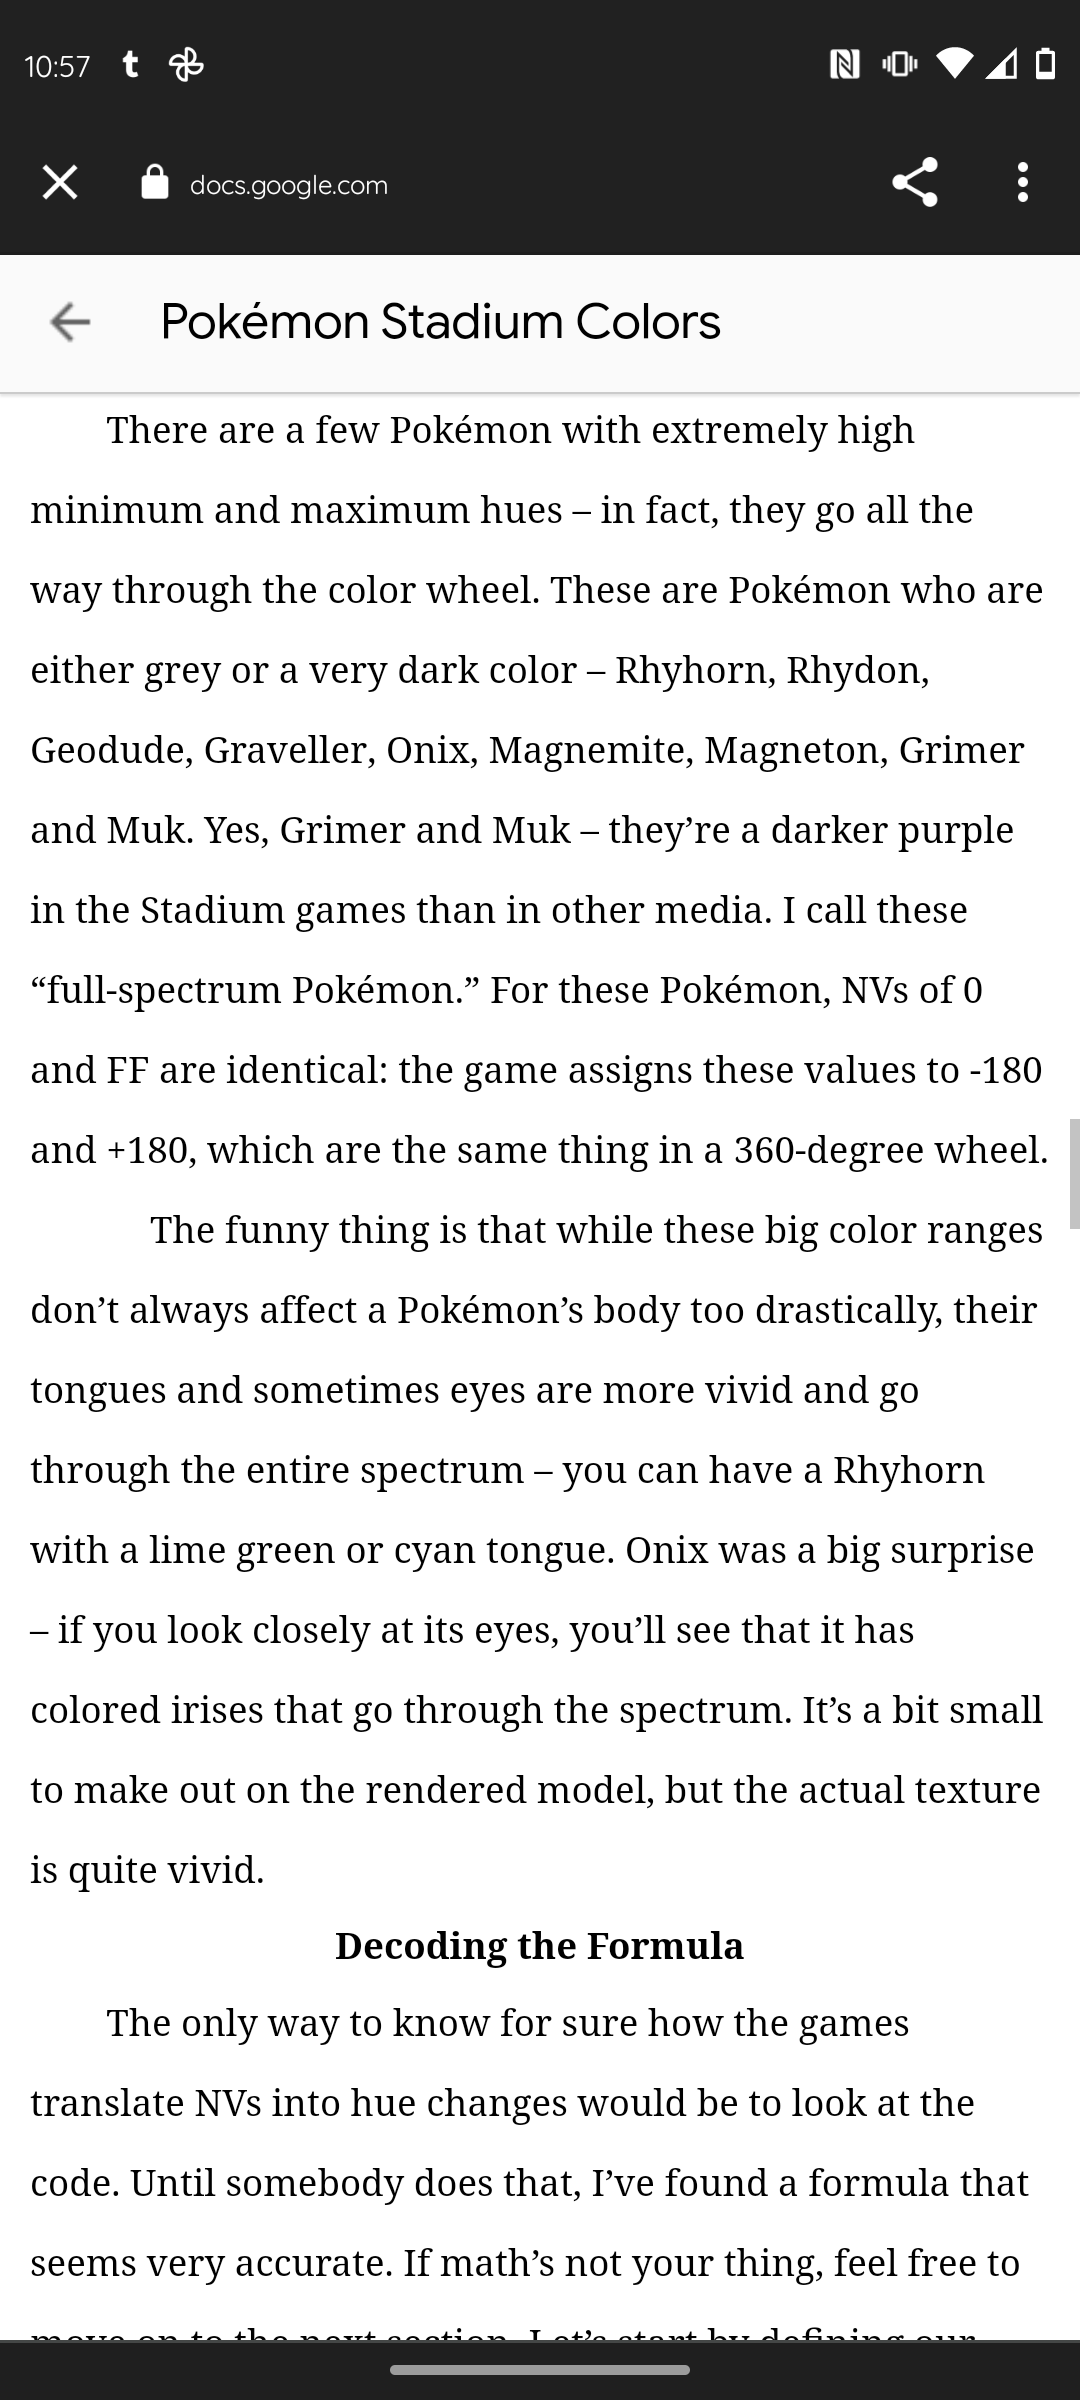 10:57
docs.google.com
Pokémon Stadium Colors
There are a few Pokémon with extremely high
minimum and maximum hues – in fact, they go all the
way through the color wheel. These are Pokémon who are
either grey or a very dark color – Rhyhorn, Rhydon,
Geodude, Graveller, Onix, Magnemite, Magneton, Grimer
and Muk. Yes, Grimer and Muk – they’re a darker purple
in the Stadium games than in other media. I call these
“full-spectrum Pokémon.” For these Pokémon, NVs of 0
and FF are identical: the game assigns these values to -180
and +180, which are the same thing in a 360-degree wheel.
The funny thing is that while these big color ranges
don’t always affect a Pokémon’s body too drastically, their
tongues and sometimes eyes are more vivid and go
through the entire spectrum – you can have a Rhyhorn
with a lime green or cyan tongue. Onix was a big surprise
– if you look closely at its eyes, you’ll see that it has
colored irises that go through the spectrum. It’s a bit small
to make out on the rendered model, but the actual texture
is quite vivid.
Decoding the Formula
The only way to know for sure how the games
translate NVs into hue changes would be to look at the
code. Until somebody does that, I’ve found a formula that
seems very accurate. If math’s not your thing, feel free to
move on to the next section. Let’s start by defining our